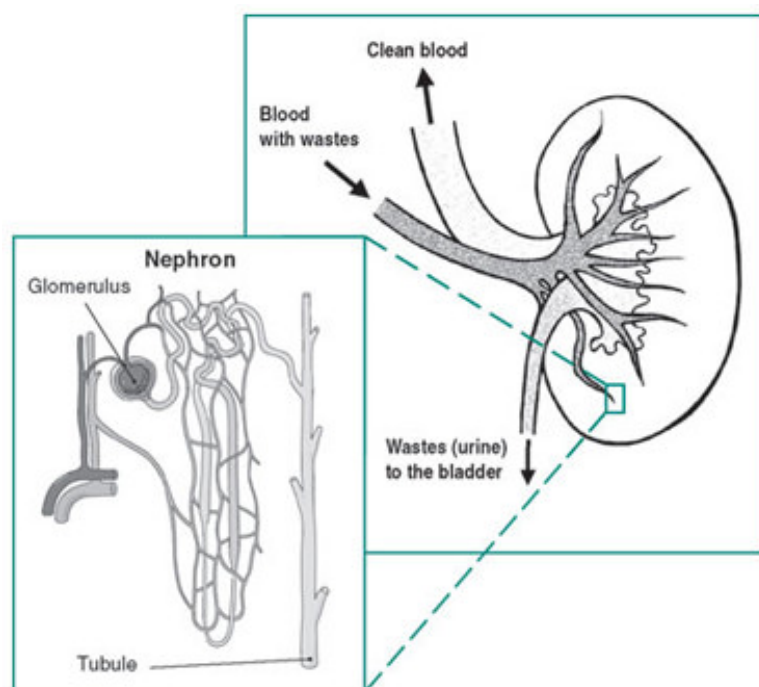 Clean blood
Blood
with wastes
Nephron
Glomerulus
Wastes (urine)
to the bladder
Tubule